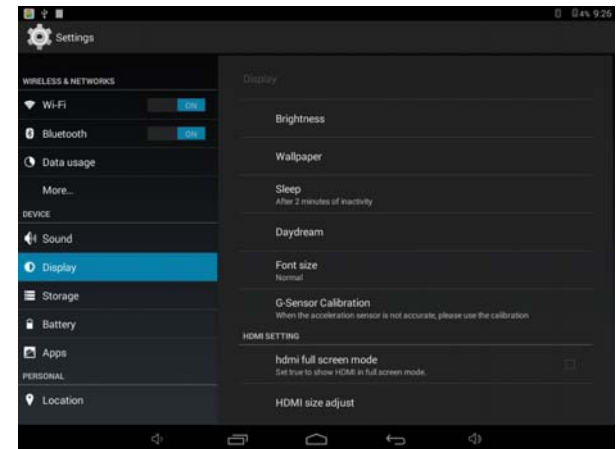 4% 9:26
Settings
WIRELESS & NETWORKS
Wi-Fi ON
Bluetooth ON
Data usage
More...
DEVICE
Sound
Display
Storage
Battery
Apps
PERSONAL
Location
Display
Brightness
Wallpaper
Sleep
After 2 minutes of inactivity
Daydream
Font size
Normal
G-Sensor Calibration
When the acceleration sensor is not accurate, please use the calibration
HDMI SETTING
hdmi full screen mode
Set true to show HDMI in full screen mode.
HDMI size adjust